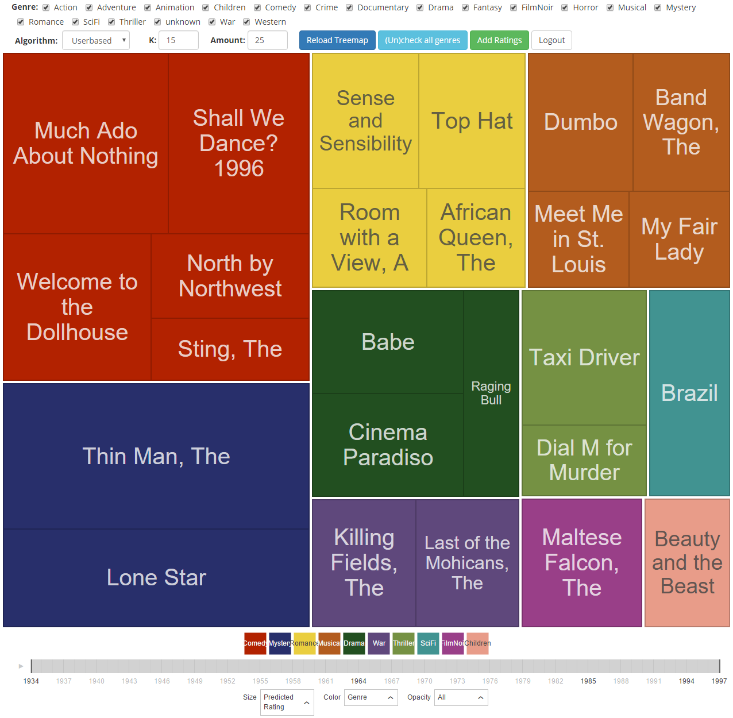 Genre: Action Adventure Animation Children Comedy Crime Documentary Drama Fantasy FilmNoir Horror Musical Mystery
Romance SciFi Thriller unknown War Western
Algorithm: Userbased K: 15 Amount: 25 Reload Treemap (Un)check all genres Add Ratings Logout
Much Ado
About Nothing
Shall We
Dance?
1996
Welcome to
the
Dollhouse
North by
Northwest
Sting, The
Sense
and
Sensibility
Top Hat
Room
with a
View, A
African
Queen,
The
Dumbo
Band
Wagon,
The
Meet Me
in St.
Louis
My Fair
Lady
Thin Man, The
Lone Star
Babe
Cinema
Paradiso
Raging
Bull
Taxi Driver
Dial M for
Murder
Brazil
Killing
Fields,
The
Last of the
Mohicans,
The
Maltese
Falcon,
The
Beauty
and the
Beast
Comedy Mystery Romance Musical Drama War Thriller SciFi FilmNoir Children
1934 1937 1940 1943 1946 1949 1952 1955 1958 1961 1964 1967 1970 1973 1976 1979 1982 1985 1988 1991 1994 1997
Size Predicted Rating Color Genre Opacity All